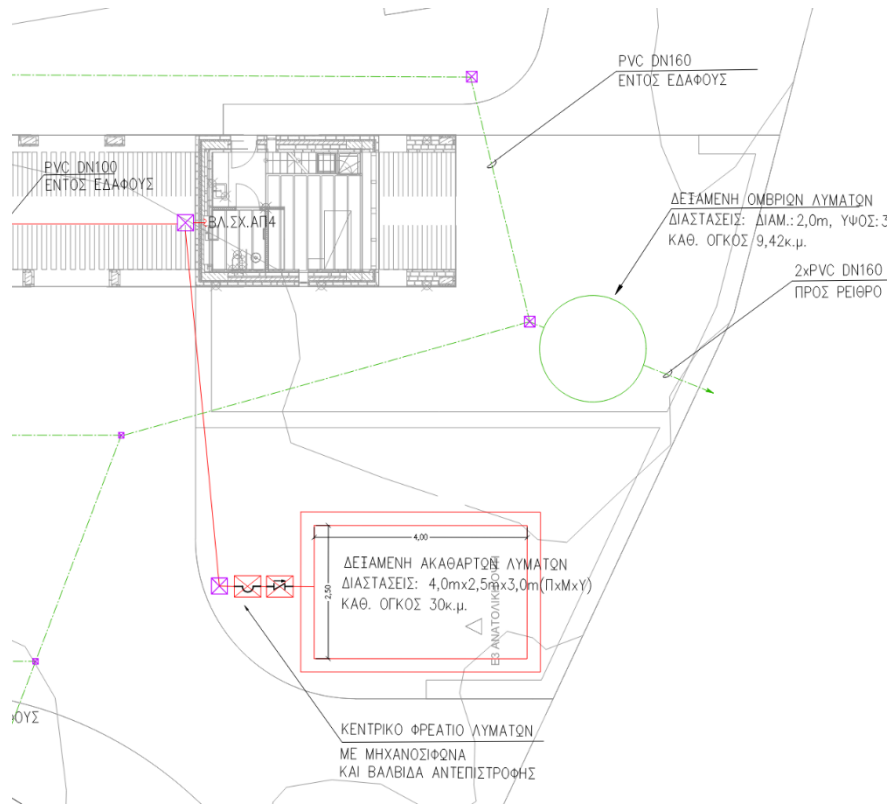 PVC DN160
ΕΝΤΟΣ ΕΔΑΦΟΥΣ
PVC DN100
ΕΝΤΟΣ ΕΔΑΦΟΥΣ
ΒΛ.ΣΧ.ΑΠ4
ΔΕΞΑΜΕΝΗ ΟΜΒΡΙΩΝ ΛΥΜΑΤΩΝ
ΔΙΑΣΤΑΣΕΙΣ: ΔΙΑΜ.: 2,0m, ΥΨΟΣ: 3
ΚΑΘ. ΟΓΚΟΣ 9,42κ.μ.
2xPVC DN160
ΠΡΟΣ ΡΕΙΘΡΟ
4,00
2,50
ΔΕΞΑΜΕΝΗ ΑΚΑΘΑΡΤΩΝ ΛΥΜΑΤΩΝ
ΔΙΑΣΤΑΣΕΙΣ: 4,0mx2,5mx3,0m(ΠxΜxΥ)
ΚΑΘ. ΟΓΚΟΣ 30κ.μ.
Ε3 ΑΝΑΤΟΛΙΚΗ ΟΨΗ
ΟΥΣ
ΚΕΝΤΡΙΚΟ ΦΡΕΑΤΙΟ ΛΥΜΑΤΩΝ
ΜΕ ΜΗΧΑΝΟΣΙΦΩΝΑ
ΚΑΙ ΒΑΛΒΙΔΑ ΑΝΤΕΠΙΣΤΡΟΦΗΣ